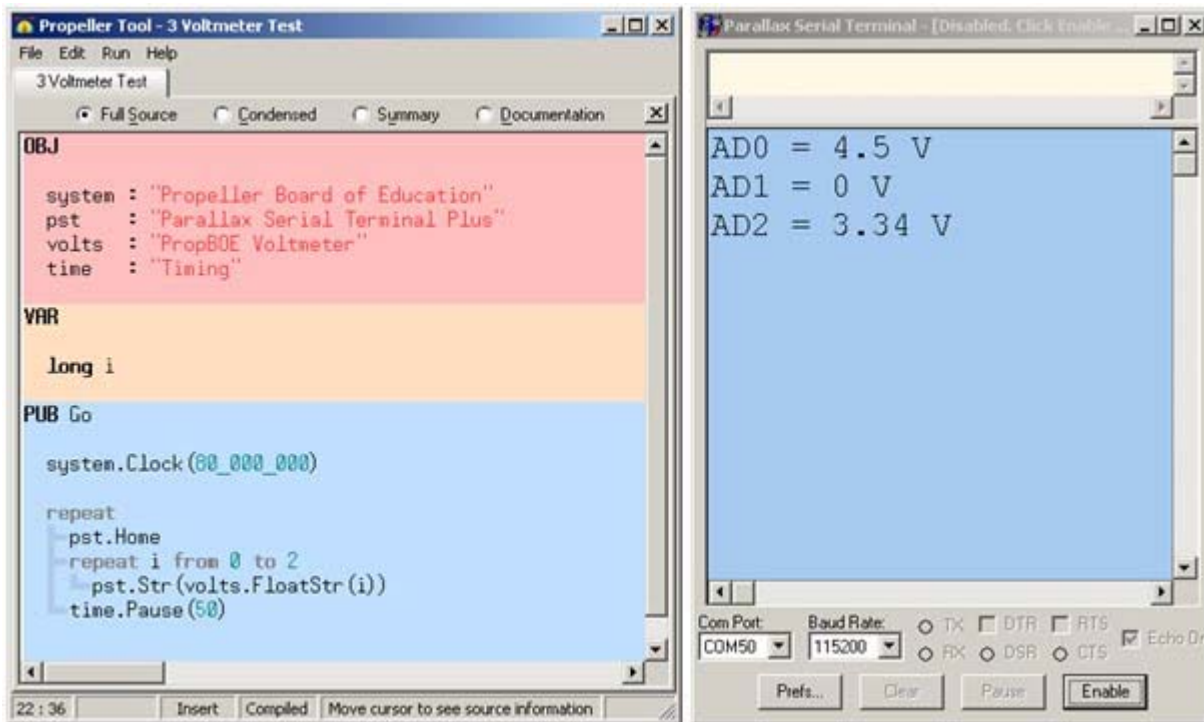 Propeller Tool - 3 Voltmeter Test
File Edit Run Help
3 Voltmeter Test
Full Source Condensed Summary Documentation
OBJ
system : "Propeller Board of Education"
pst : "Parallax Serial Terminal Plus"
volts : "PropBOE Voltmeter"
time : "Timing"
VAR
long i
PUB Go
system.Clock(80_000_000)
repeat
pst.Home
repeat i from 0 to 2
pst.Str(volts.FloatStr(i))
time.Pause(50)
22 : 36 Insert Compiled Move cursor to see source information
Parallax Serial Terminal - [Disabled. Click Enable ...
AD0 = 4.5 V
AD1 = 0 V
AD2 = 3.34 V
Com Port: Baud Rate: TX DTR RTS
COM50 115200 RX DSR CTS Echo On
Prefs... Clear Pause Enable